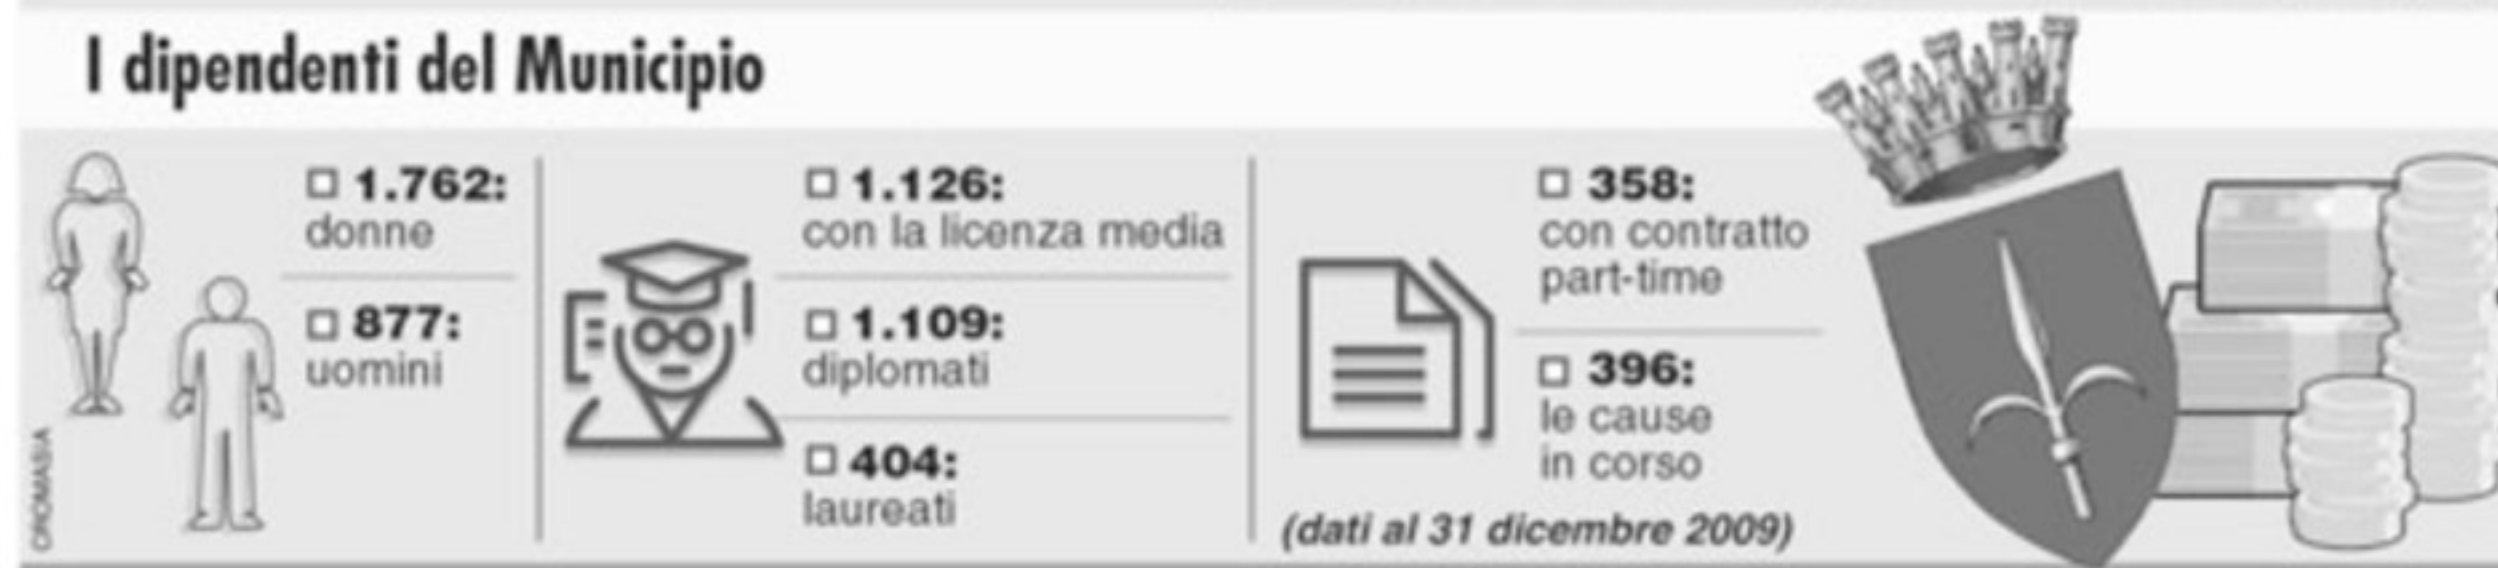 I dipendenti del Municipio
1.762:
donne
877:
uomini
1.126:
con la licenza media
1.109:
diplomati
404:
laureati
358:
con contratto
part-time
396:
le cause
in corso
(dati al 31 dicembre 2009)
CROMASIA